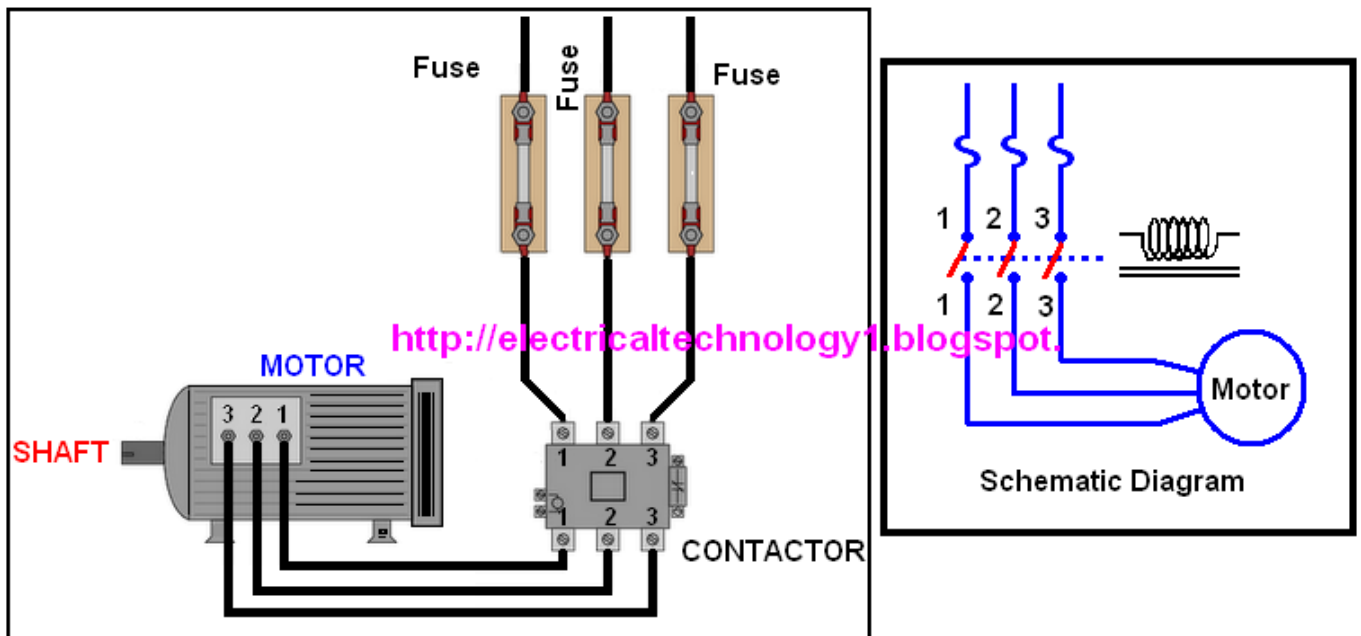 Fuse
Fuse
Fuse
1 2 3
1 2 3
http://electricaltechnology1.blogspot.
MOTOR
3 2 1
SHAFT
1 2 3
1 2 3
CONTACTOR
Motor
Schematic Diagram